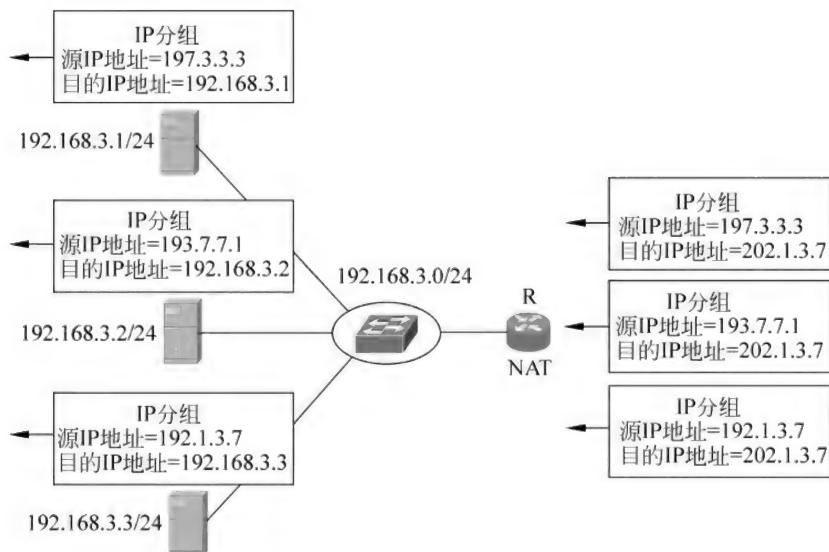 IP分组
源IP地址=197.3.3.3
目的IP地址=192.168.3.1
192.168.3.1/24
IP分组
源IP地址=193.7.7.1
目的IP地址=192.168.3.2
192.168.3.2/24
IP分组
源IP地址=192.1.3.7
目的IP地址=192.168.3.3
192.168.3.3/24
192.168.3.0/24
R
NAT
IP分组
源IP地址=197.3.3.3
目的IP地址=202.1.3.7
IP分组
源IP地址=193.7.7.1
目的IP地址=202.1.3.7
IP分组
源IP地址=192.1.3.7
目的IP地址=202.1.3.7